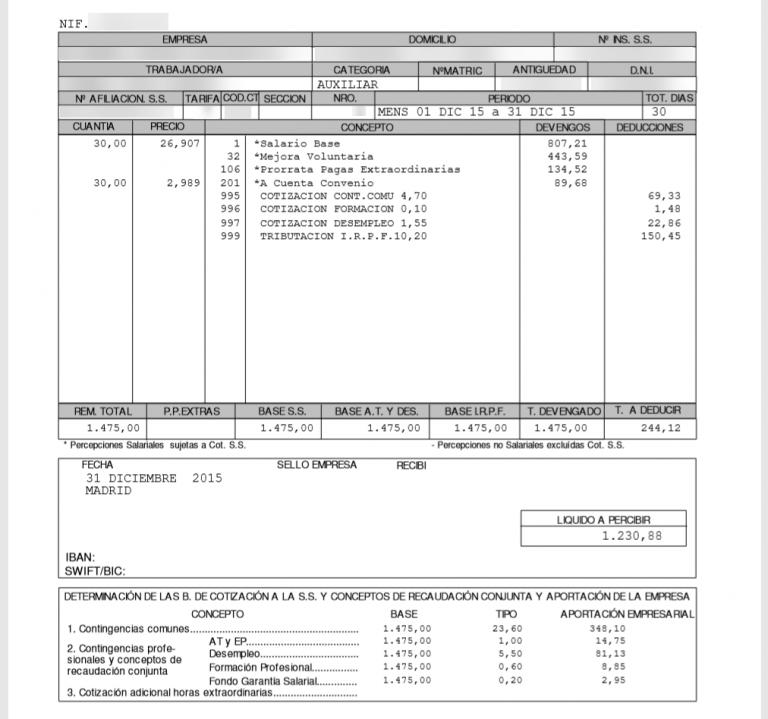 NIF.
EMPRESA DOMICILIO Nº INS. S.S.
TRABAJADOR/A CATEGORIA NºMATRIC ANTIGUEDAD D.N.I.
AUXILIAR
Nº AFILIACION. S.S. TARIFA COD.CT SECCION NRO. PERIODO TOT. DIAS
MENS 01 DIC 15 a 31 DIC 15 30
CUANTIA PRECIO CONCEPTO DEVENGOS DEDUCCIONES
30,00 26,907 1 *Salario Base 807,21
32 *Mejora Voluntaria 443,59
106 *Prorrata Pagas Extraordinarias 134,52
30,00 2,989 201 *A Cuenta Convenio 89,68
995 COTIZACION CONT.COMU 4,70 69,33
996 COTIZACION FORMACION 0,10 1,48
997 COTIZACION DESEMPLEO 1,55 22,86
999 TRIBUTACION I.R.P.F.10,20 150,45
REM. TOTAL P.P.EXTRAS BASE S.S. BASE A.T. Y DES. BASE I.R.P.F. T. DEVENGADO T. A DEDUCIR
1.475,00 1.475,00 1.475,00 1.475,00 1.475,00 244,12
* Percepciones Salariales sujetas a Cot. S.S. - Percepciones no Salariales excluidas Cot. S.S.
FECHA SELLO EMPRESA RECIBI
31 DICIEMBRE 2015
MADRID
LIQUIDO A PERCIBIR
1.230,88
IBAN:
SWIFT/BIC:
DETERMINACIÓN DE LAS B. DE COTIZACIÓN A LA S.S. Y CONCEPTOS DE RECAUDACIÓN CONJUNTA Y APORTACIÓN DE LA EMPRESA
CONCEPTO BASE TIPO APORTACIÓN EMPRESARIAL
1. Contingencias comunes 1.475,00 23,60 348,10
AT y EP 1.475,00 1,00 14,75
2. Contingencias profe- Desempleo 1.475,00 5,50 81,13
sionales y conceptos de
recaudación conjunta Formación Profesional 1.475,00 0,60 8,85
Fondo Garantía Salarial 1.475,00 0,20 2,95
3. Cotización adicional horas extraordinarias